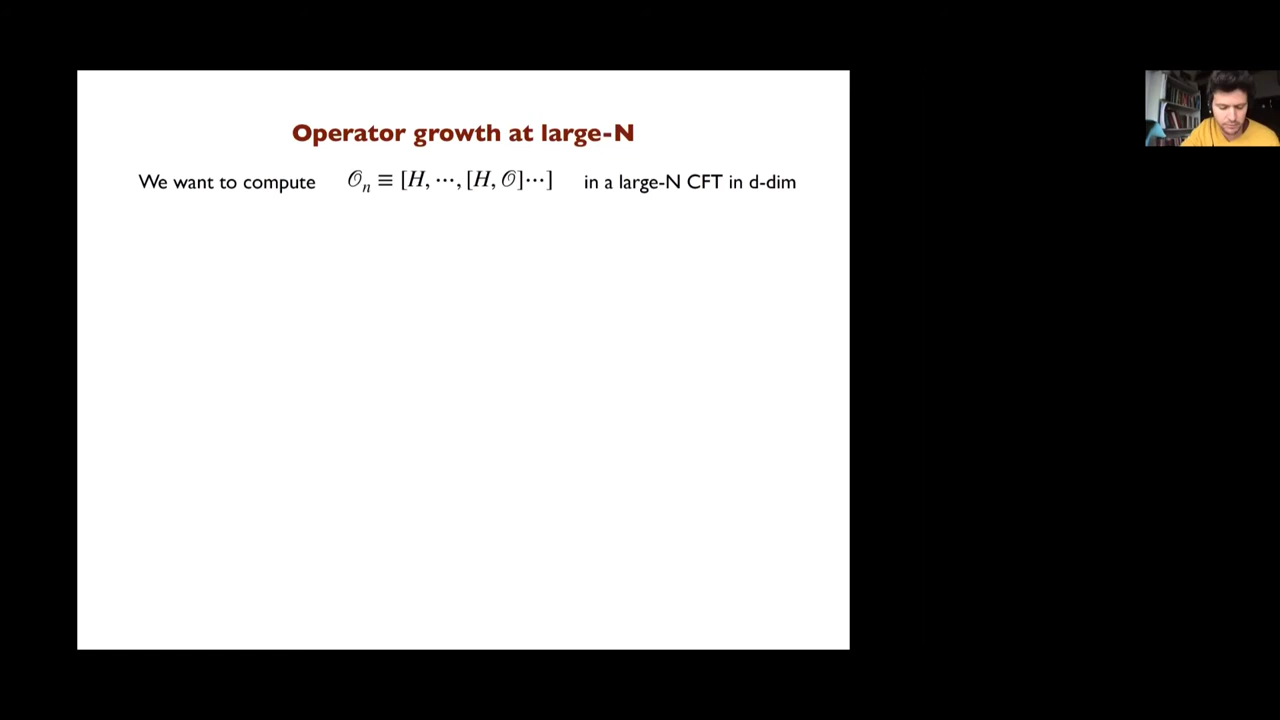 Operator growth at large-N
We want to compute 𝒪ₙ ≡ [H, ⋯, [H, 𝒪]⋯] in a large-N CFT in d-dim